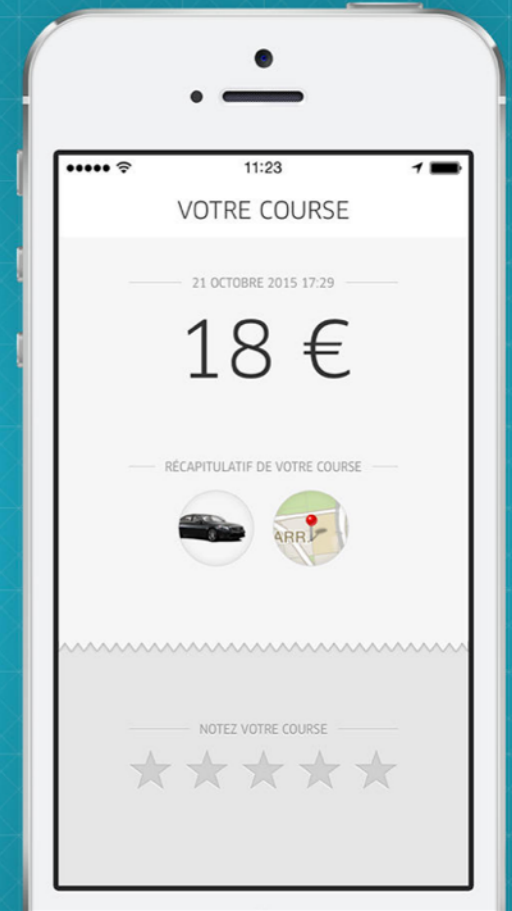 11:23
VOTRE COURSE
21 OCTOBRE 2015 17:29
18 €
RÉCAPITULATIF DE VOTRE COURSE
ARR.
NOTEZ VOTRE COURSE